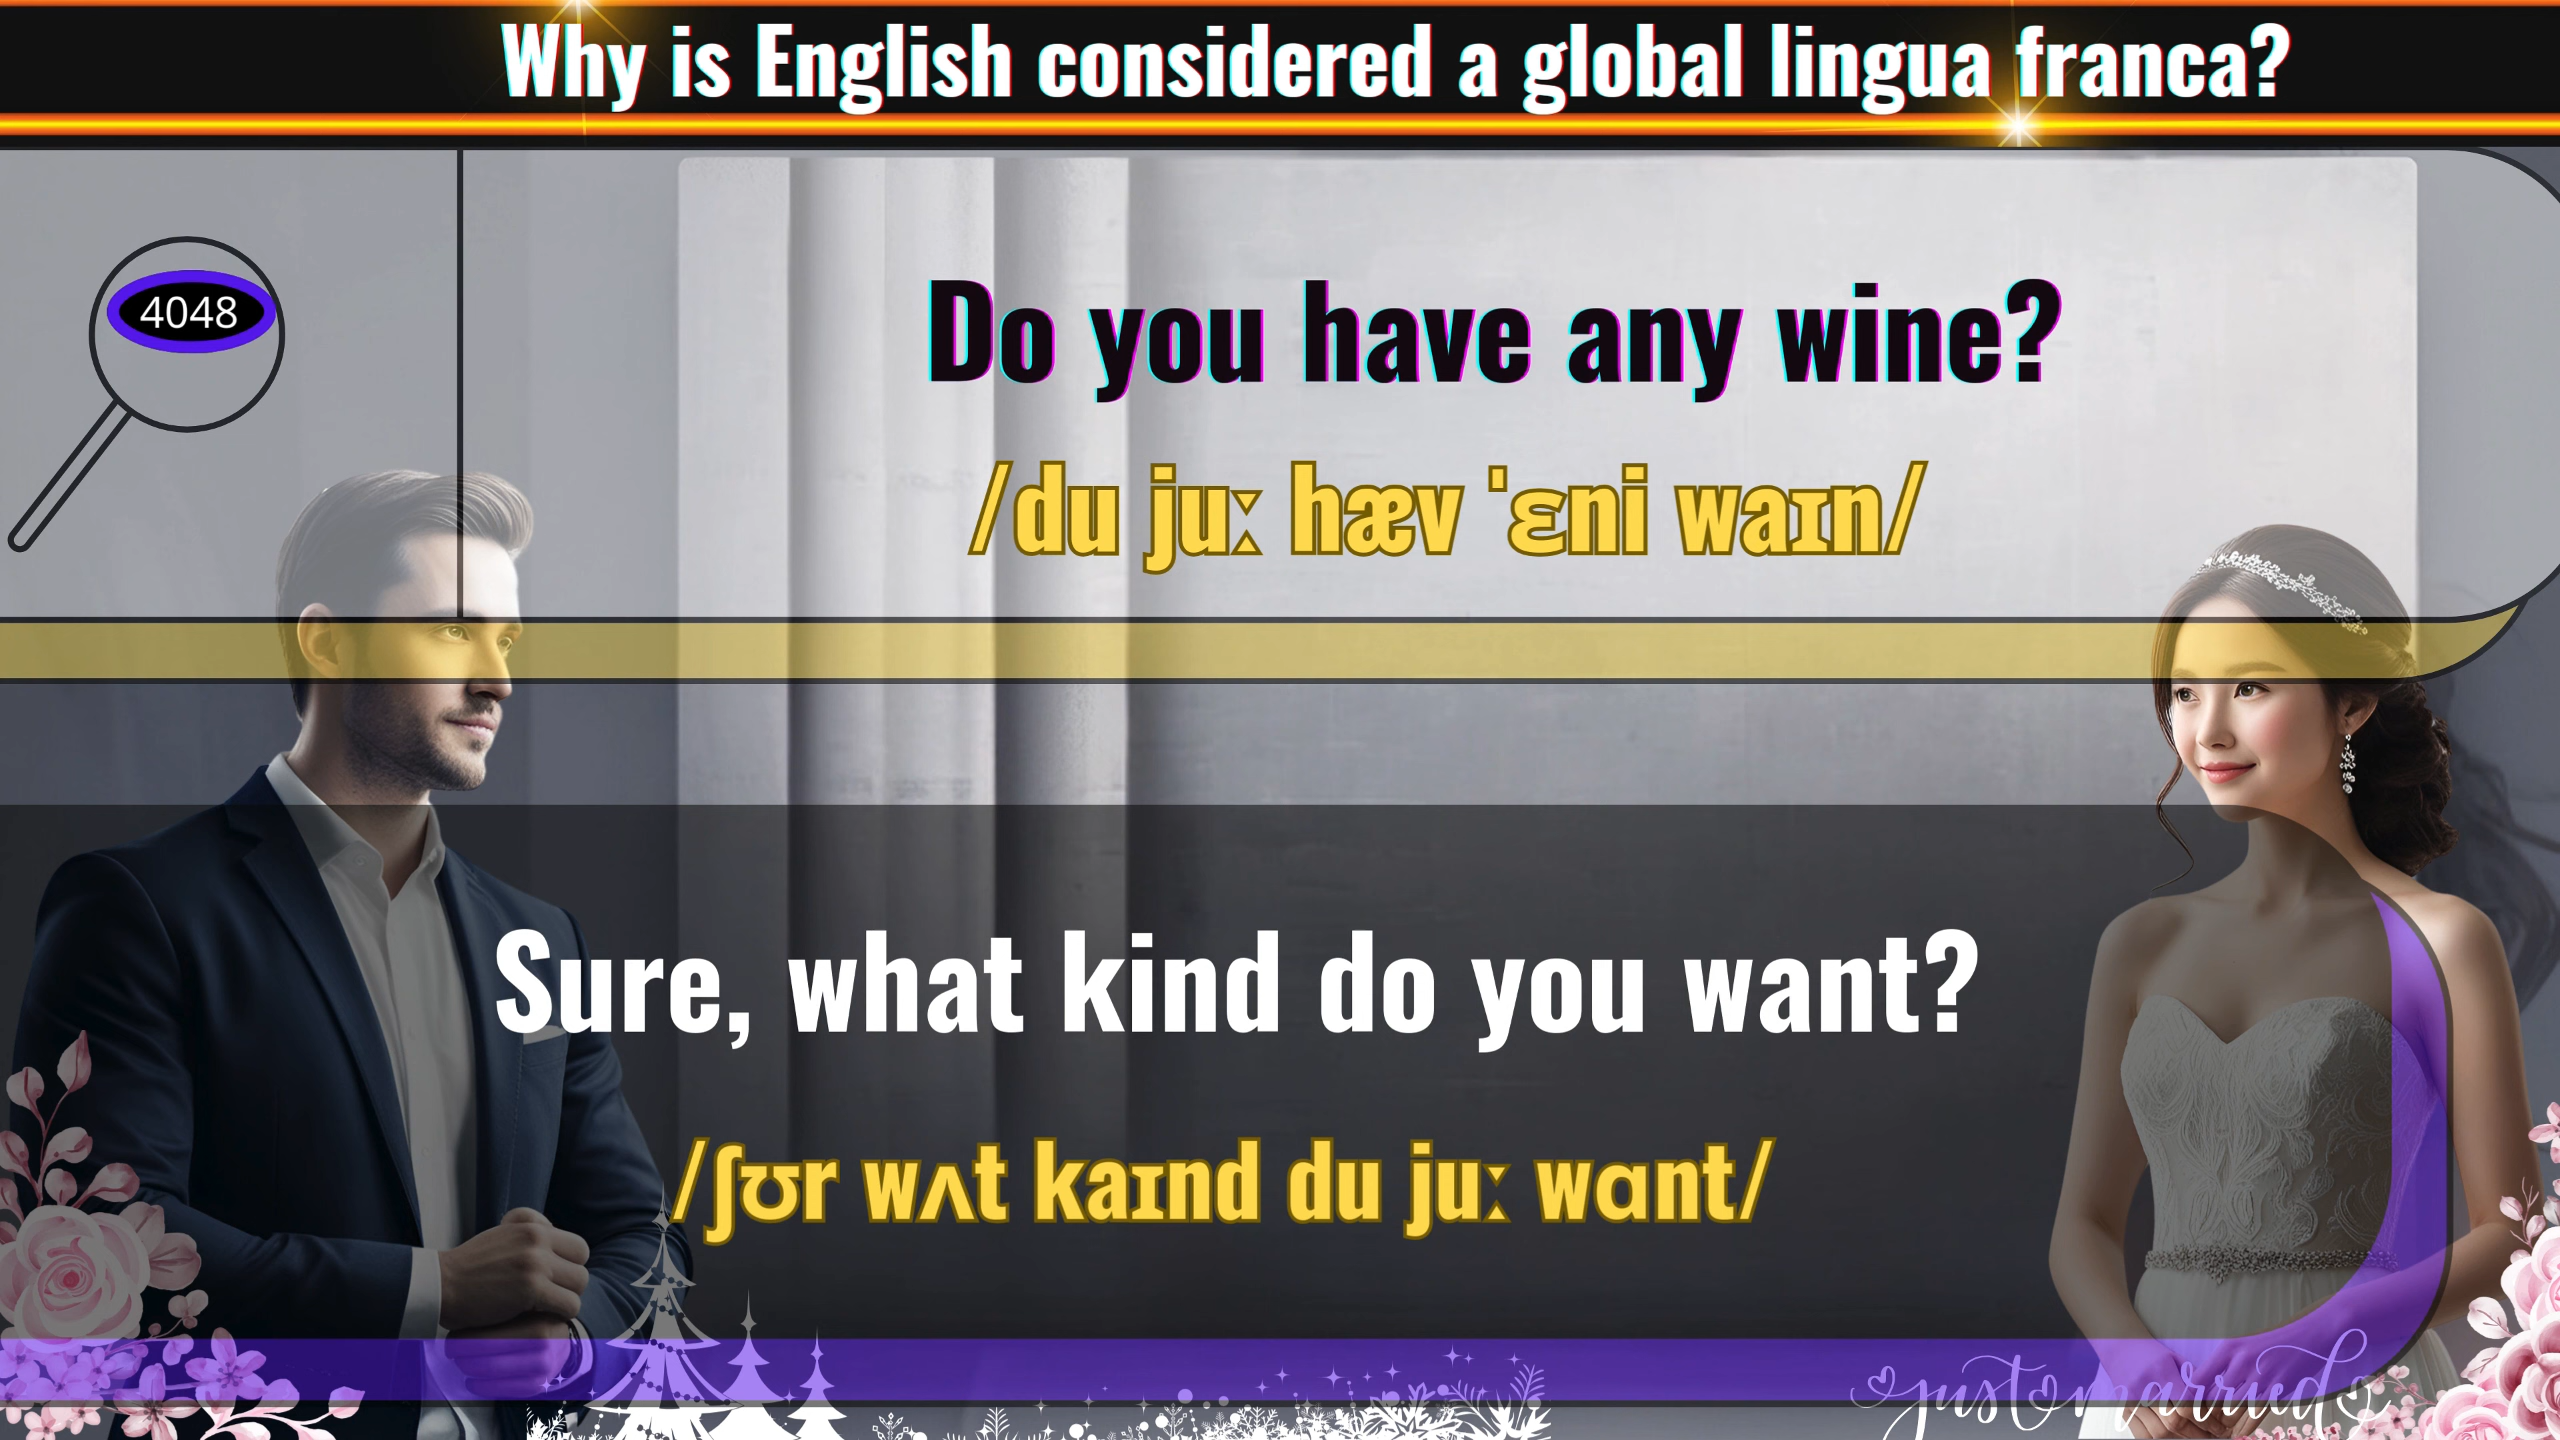 Why is English considered a global lingua franca?
4048
Do you have any wine?
/du juː hæv ˈɛni waɪn/
Sure, what kind do you want?
/ʃʊr wʌt kaɪnd du juː wɑnt/
just married